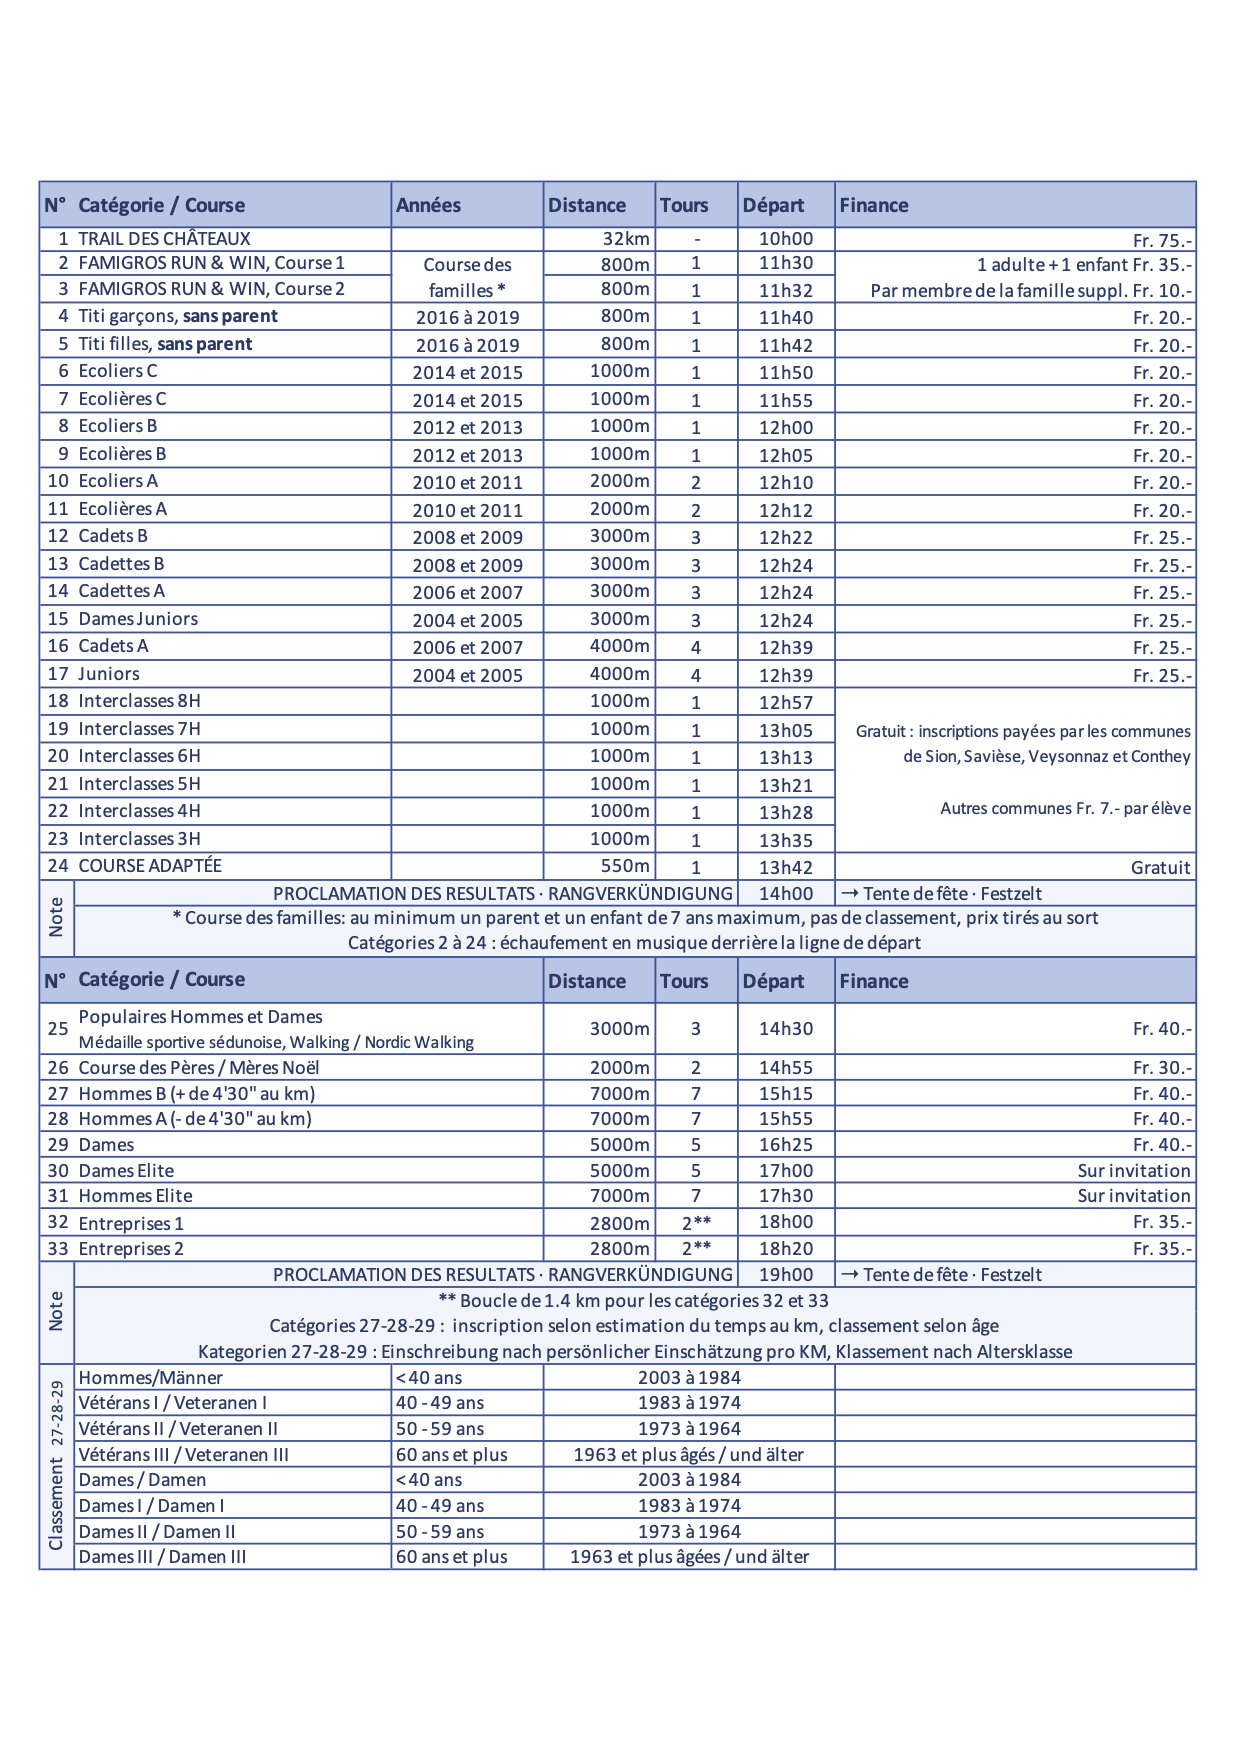 N° Catégorie / Course Années Distance Tours Départ Finance
1 TRAIL DES CHÂTEAUX 32km - 10h00 Fr. 75.-
2 FAMIGROS RUN & WIN, Course 1 Course des 800m 1 11h30 1 adulte + 1 enfant Fr. 35.-
3 FAMIGROS RUN & WIN, Course 2 familles * 800m 1 11h32 Par membre de la famille suppl. Fr. 10.-
4 Titi garçons, sans parent 2016 à 2019 800m 1 11h40 Fr. 20.-
5 Titi filles, sans parent 2016 à 2019 800m 1 11h42 Fr. 20.-
6 Ecoliers C 2014 et 2015 1000m 1 11h50 Fr. 20.-
7 Ecolières C 2014 et 2015 1000m 1 11h55 Fr. 20.-
8 Ecoliers B 2012 et 2013 1000m 1 12h00 Fr. 20.-
9 Ecolières B 2012 et 2013 1000m 1 12h05 Fr. 20.-
10 Ecoliers A 2010 et 2011 2000m 2 12h10 Fr. 20.-
11 Ecolières A 2010 et 2011 2000m 2 12h12 Fr. 20.-
12 Cadets B 2008 et 2009 3000m 3 12h22 Fr. 25.-
13 Cadettes B 2008 et 2009 3000m 3 12h24 Fr. 25.-
14 Cadettes A 2006 et 2007 3000m 3 12h24 Fr. 25.-
15 Dames Juniors 2004 et 2005 3000m 3 12h24 Fr. 25.-
16 Cadets A 2006 et 2007 4000m 4 12h39 Fr. 25.-
17 Juniors 2004 et 2005 4000m 4 12h39 Fr. 25.-
18 Interclasses 8H 1000m 1 12h57
19 Interclasses 7H 1000m 1 13h05 Gratuit : inscriptions payées par les communes
20 Interclasses 6H 1000m 1 13h13 de Sion, Savièse, Veysonnaz et Conthey
21 Interclasses 5H 1000m 1 13h21
22 Interclasses 4H 1000m 1 13h28 Autres communes Fr. 7.- par élève
23 Interclasses 3H 1000m 1 13h35
24 COURSE ADAPTÉE 550m 1 13h42 Gratuit
Note
PROCLAMATION DES RESULTATS · RANGVERKÜNDIGUNG 14h00 → Tente de fête · Festzelt
* Course des familles: au minimum un parent et un enfant de 7 ans maximum, pas de classement, prix tirés au sort
Catégories 2 à 24 : échaufement en musique derrière la ligne de départ
N° Catégorie / Course Distance Tours Départ Finance
25 Populaires Hommes et Dames 3000m 3 14h30 Fr. 40.-
Médaille sportive sédunoise, Walking / Nordic Walking
26 Course des Pères / Mères Noël 2000m 2 14h55 Fr. 30.-
27 Hommes B (+ de 4'30" au km) 7000m 7 15h15 Fr. 40.-
28 Hommes A (- de 4'30" au km) 7000m 7 15h55 Fr. 40.-
29 Dames 5000m 5 16h25 Fr. 40.-
30 Dames Elite 5000m 5 17h00 Sur invitation
31 Hommes Elite 7000m 7 17h30 Sur invitation
32 Entreprises 1 2800m 2** 18h00 Fr. 35.-
33 Entreprises 2 2800m 2** 18h20 Fr. 35.-
Note
PROCLAMATION DES RESULTATS · RANGVERKÜNDIGUNG 19h00 → Tente de fête · Festzelt
** Boucle de 1.4 km pour les catégories 32 et 33
Catégories 27-28-29 : inscription selon estimation du temps au km, classement selon âge
Kategorien 27-28-29 : Einschreibung nach persönlicher Einschätzung pro KM, Klassement nach Altersklasse
Classement 27-28-29
Hommes/Männer < 40 ans 2003 à 1984
Vétérans I / Veteranen I 40 - 49 ans 1983 à 1974
Vétérans II / Veteranen II 50 - 59 ans 1973 à 1964
Vétérans III / Veteranen III 60 ans et plus 1963 et plus âgés / und älter
Dames / Damen < 40 ans 2003 à 1984
Dames I / Damen I 40 - 49 ans 1983 à 1974
Dames II / Damen II 50 - 59 ans 1973 à 1964
Dames III / Damen III 60 ans et plus 1963 et plus âgées / und älter